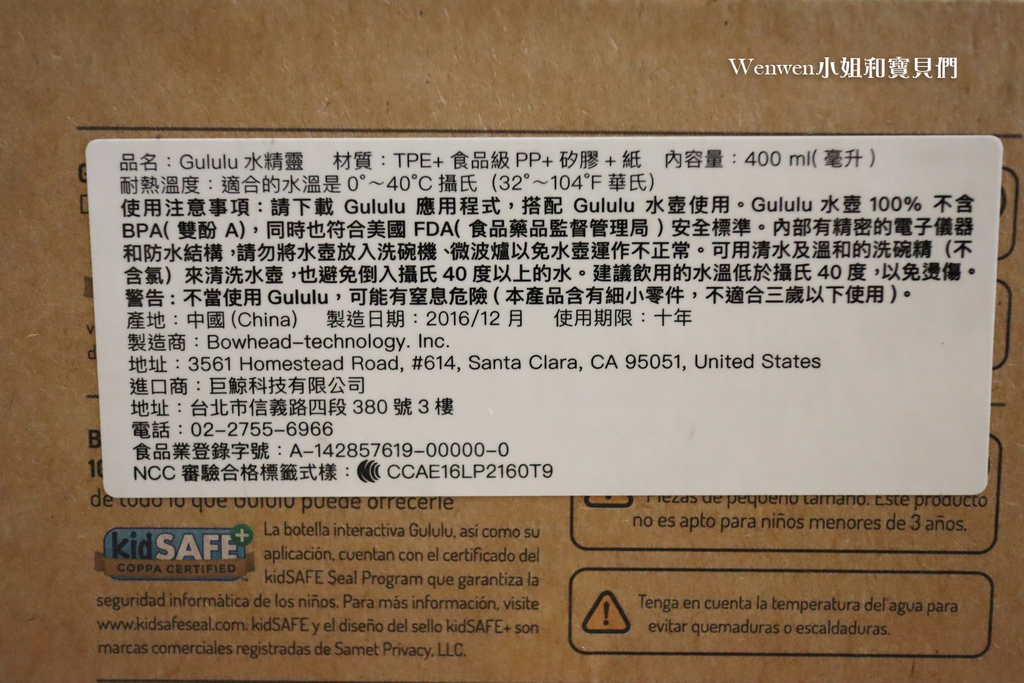 Wenwen小姐和寶貝們
品名：Gululu 水精靈 材質：TPE+ 食品級 PP+ 矽膠 + 紙 內容量：400 ml( 毫升 )
耐熱溫度：適合的水溫是 0°～40°C 攝氏（32°～104°F 華氏）
使用注意事項：請下載 Gululu 應用程式，搭配 Gululu 水壺使用。Gululu 水壺 100% 不含
BPA( 雙酚 A)，同時也符合美國 FDA( 食品藥品監督管理局 ) 安全標準。內部有精密的電子儀器
和防水結構，請勿將水壺放入洗碗機、微波爐以免水壺運作不正常。可用清水及溫和的洗碗精（不
含氯）來清洗水壺，也避免倒入攝氏 40 度以上的水。建議飲用的水溫低於攝氏 40 度，以免燙傷。
警告：不當使用 Gululu，可能有窒息危險（本產品含有細小零件，不適合三歲以下使用）。
產地：中國 (China) 製造日期：2016/12 月 使用期限：十年
製造商：Bowhead-technology. Inc.
地址：3561 Homestead Road, #614, Santa Clara, CA 95051, United States
進口商：巨鯨科技有限公司
地址：台北市信義路四段 380 號 3 樓
電話：02-2755-6966
食品業登錄字號：A-142857619-00000-0
NCC 審驗合格標籤式樣： CCAE16LP2160T9
de todo lo que Gululu puede ofrecerle
kidSAFE+
COPPA CERTIFIED
La botella interactiva Gululu, así como su
aplicación, cuentan con el certificado del
kidSAFE Seal Program que garantiza la
seguridad informática de los niños. Para más información, visite
www.kidsafeseal.com. kidSAFE y el diseño del sello kidSAFE+ son
marcas comerciales registradas de Samet Privacy, LLC.
Piezas de pequeño tamaño. Este producto
no es apto para niños menores de 3 años.
Tenga en cuenta la temperatura del agua para
evitar quemaduras o escaldaduras.